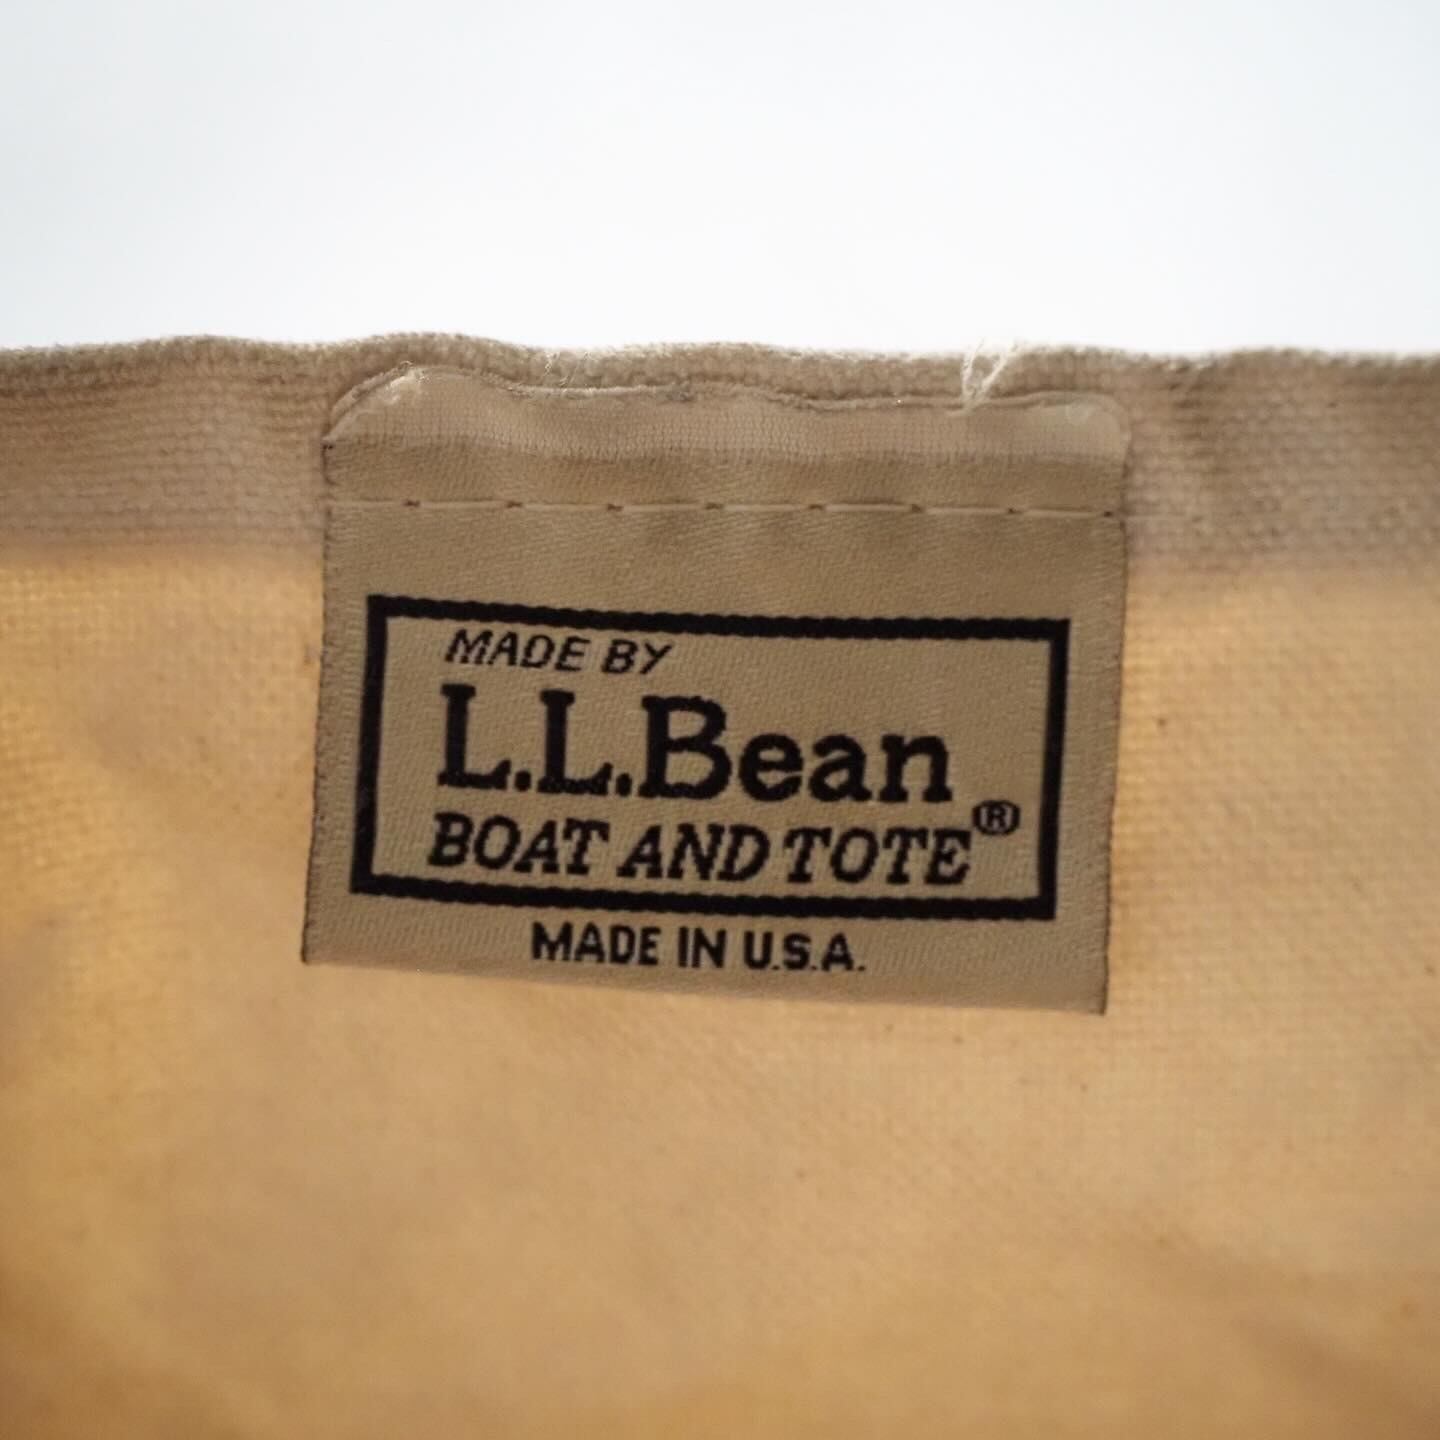 MADE BY
L.L.Bean
BOAT AND TOTE®
MADE IN U.S.A.